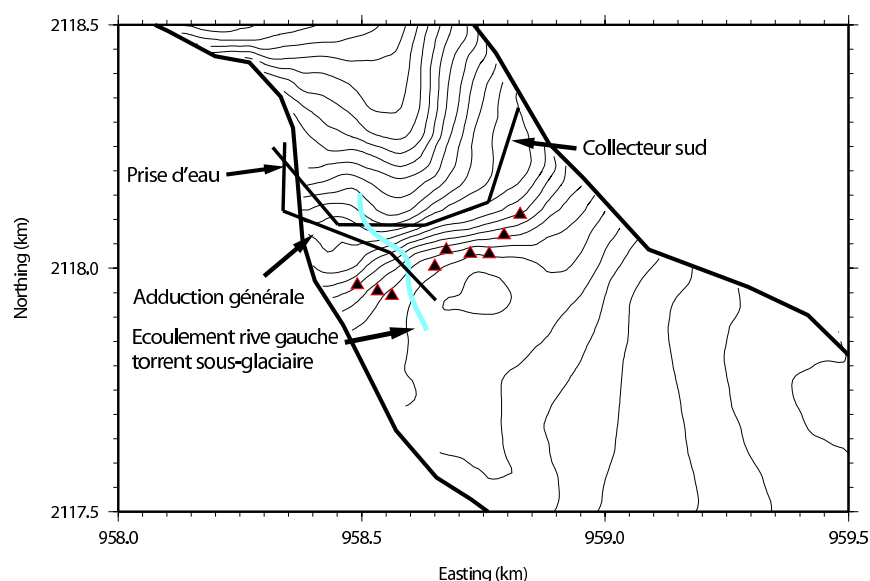 2118.5
Collecteur sud
Prise d'eau
Northing (km)
2118.0
Adduction générale
Ecoulement rive gauche
torrent sous-glaciaire
2117.5
958.0
958.5
959.0
959.5
Easting (km)